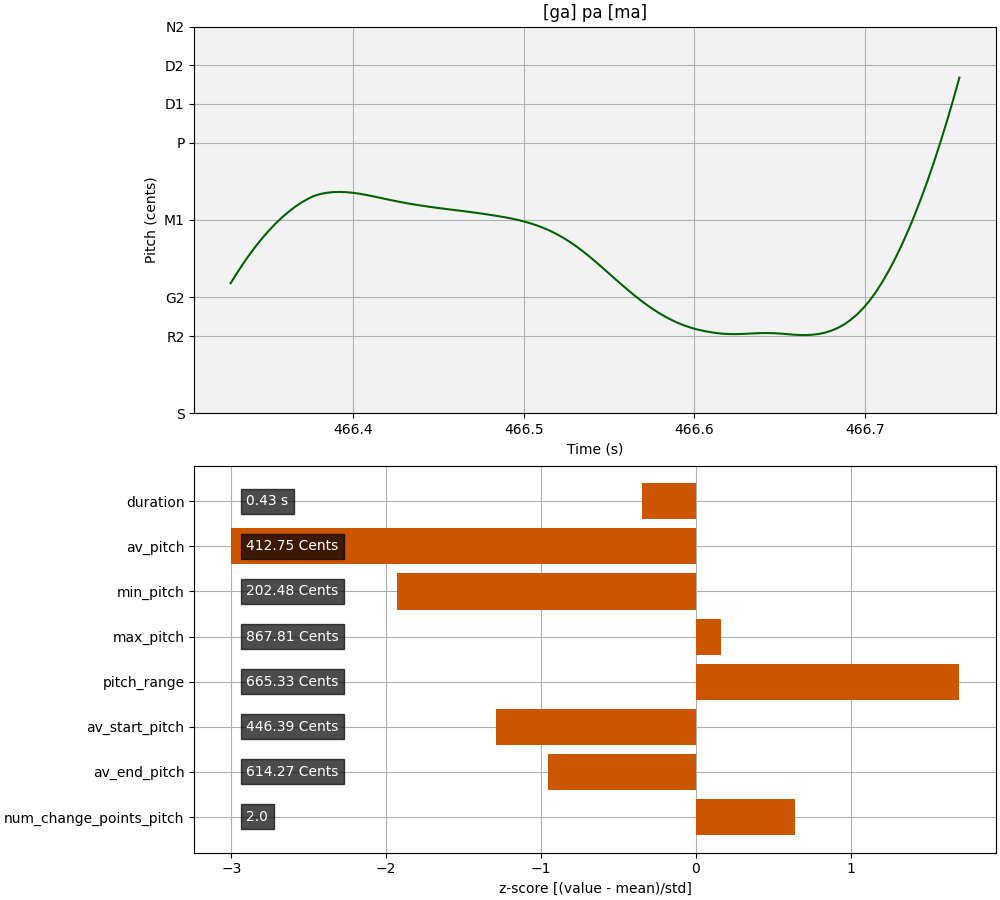 [ga] pa [ma]
N2
D2
D1
P
M1
G2
R2
S
Pitch (cents)
466.4 466.5 466.6 466.7
Time (s)
duration 0.43 s
av_pitch 412.75 Cents
min_pitch 202.48 Cents
max_pitch 867.81 Cents
pitch_range 665.33 Cents
av_start_pitch 446.39 Cents
av_end_pitch 614.27 Cents
num_change_points_pitch 2.0
−3 −2 −1 0 1
z-score [(value - mean)/std]